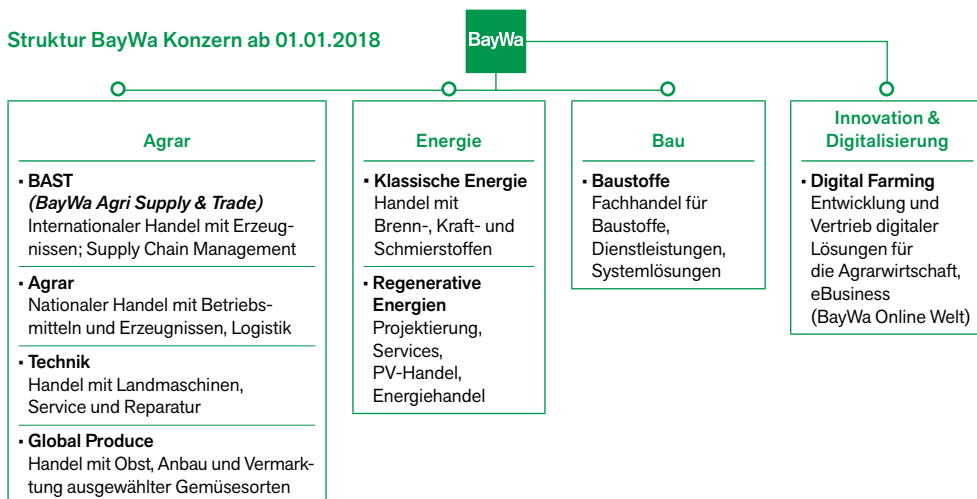 Struktur BayWa Konzern ab 01.01.2018
BayWa
Agrar
▪ BAST
(BayWa Agri Supply & Trade)
Internationaler Handel mit Erzeug-
nissen; Supply Chain Management
▪ Agrar
Nationaler Handel mit Betriebs-
mitteln und Erzeugnissen, Logistik
▪ Technik
Handel mit Landmaschinen,
Service und Reparatur
▪ Global Produce
Handel mit Obst, Anbau und Vermark-
tung ausgewählter Gemüsesorten
Energie
▪ Klassische Energie
Handel mit
Brenn-, Kraft- und
Schmierstoffen
▪ Regenerative
Energien
Projektierung,
Services,
PV-Handel,
Energiehandel
Bau
▪ Baustoffe
Fachhandel für
Baustoffe,
Dienstleistungen,
Systemlösungen
Innovation &
Digitalisierung
▪ Digital Farming
Entwicklung und
Vertrieb digitaler
Lösungen für
die Agrarwirtschaft,
eBusiness
(BayWa Online Welt)